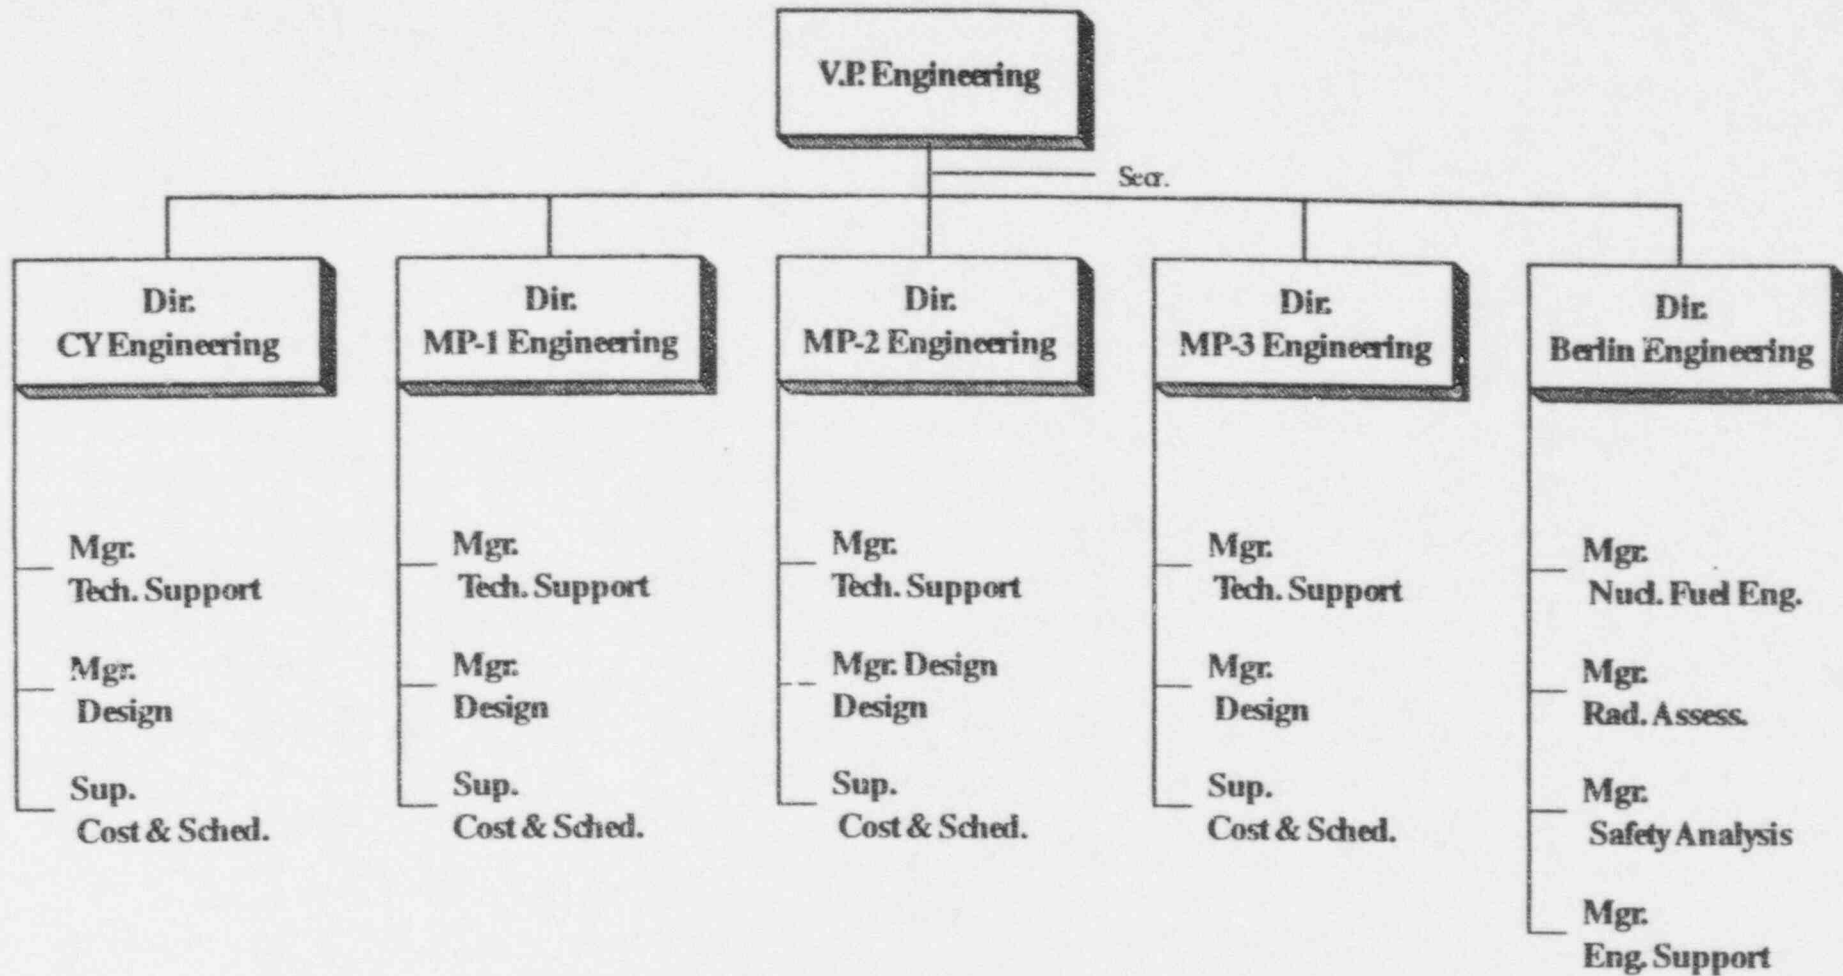 V.P. Engineering
Secr.
Dir.
CY Engineering
Mgr.
Tech. Support
Mgr.
Design
Sup.
Cost & Sched.
Dir.
MP-1 Engineering
Mgr.
Tech. Support
Mgr.
Design
Sup.
Cost & Sched.
Dir.
MP-2 Engineering
Mgr.
Tech. Support
Mgr. Design
Design
Sup.
Cost & Sched.
Dir.
MP-3 Engineering
Mgr.
Tech. Support
Mgr.
Design
Sup.
Cost & Sched.
Dir.
Berlin Engineering
Mgr.
Nucl. Fuel Eng.
Mgr.
Rad. Assess.
Mgr.
Safety Analysis
Mgr.
Eng. Support